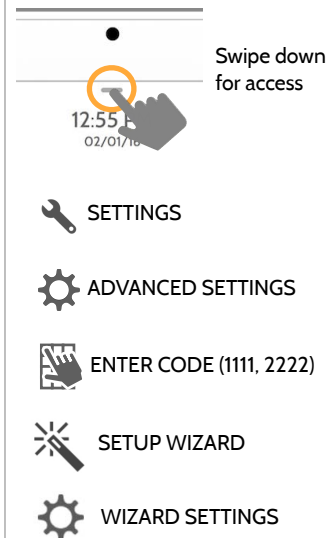 Swipe down
for access
12:55
02/01/
SETTINGS
ADVANCED SETTINGS
ENTER CODE (1111, 2222)
SETUP WIZARD
WIZARD SETTINGS